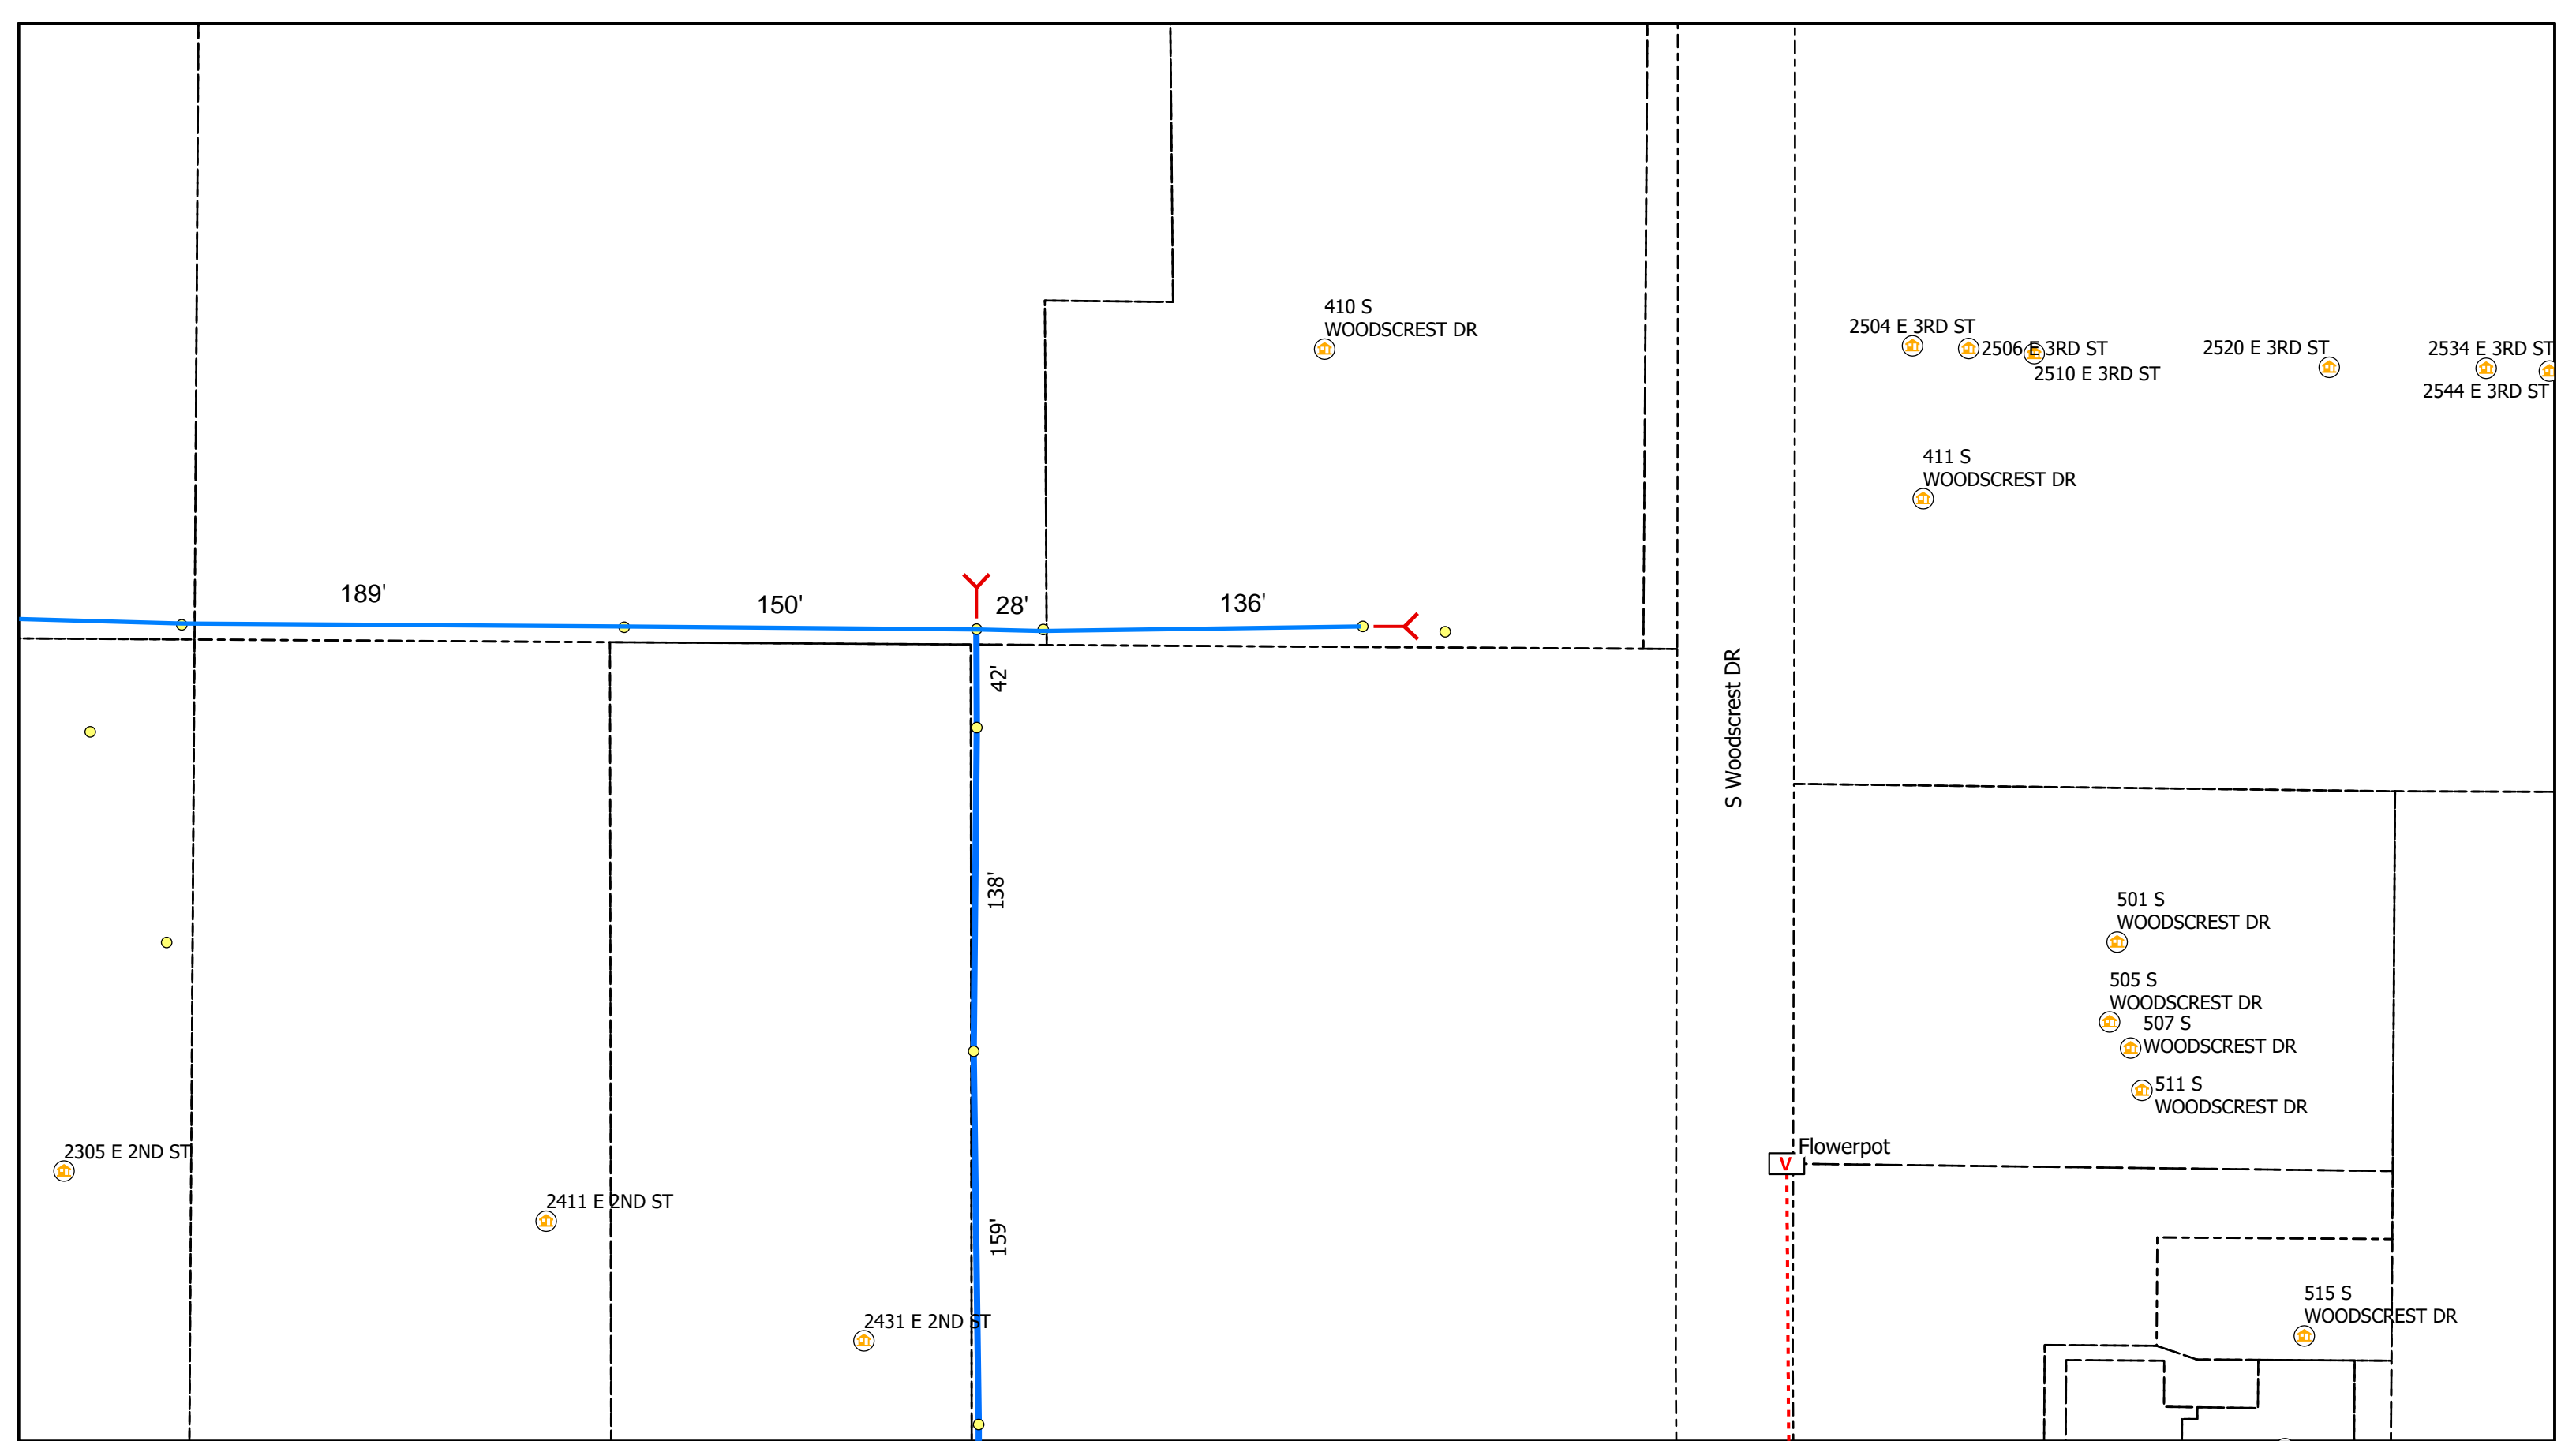 410 S
WOODSCREST DR
2504 E 3RD ST
2506 E 3RD ST
2510 E 3RD ST
2520 E 3RD ST
2534 E 3RD ST
2544 E 3RD ST
411 S
WOODSCREST DR
189'
150'
28'
136'
42'
S Woodscrest DR
138'
501 S
WOODSCREST DR
505 S
WOODSCREST DR
507 S
WOODSCREST DR
511 S
WOODSCREST DR
Flowerpot
V
2305 E 2ND ST
2411 E 2ND ST
159'
2431 E 2ND ST
515 S
WOODSCREST DR